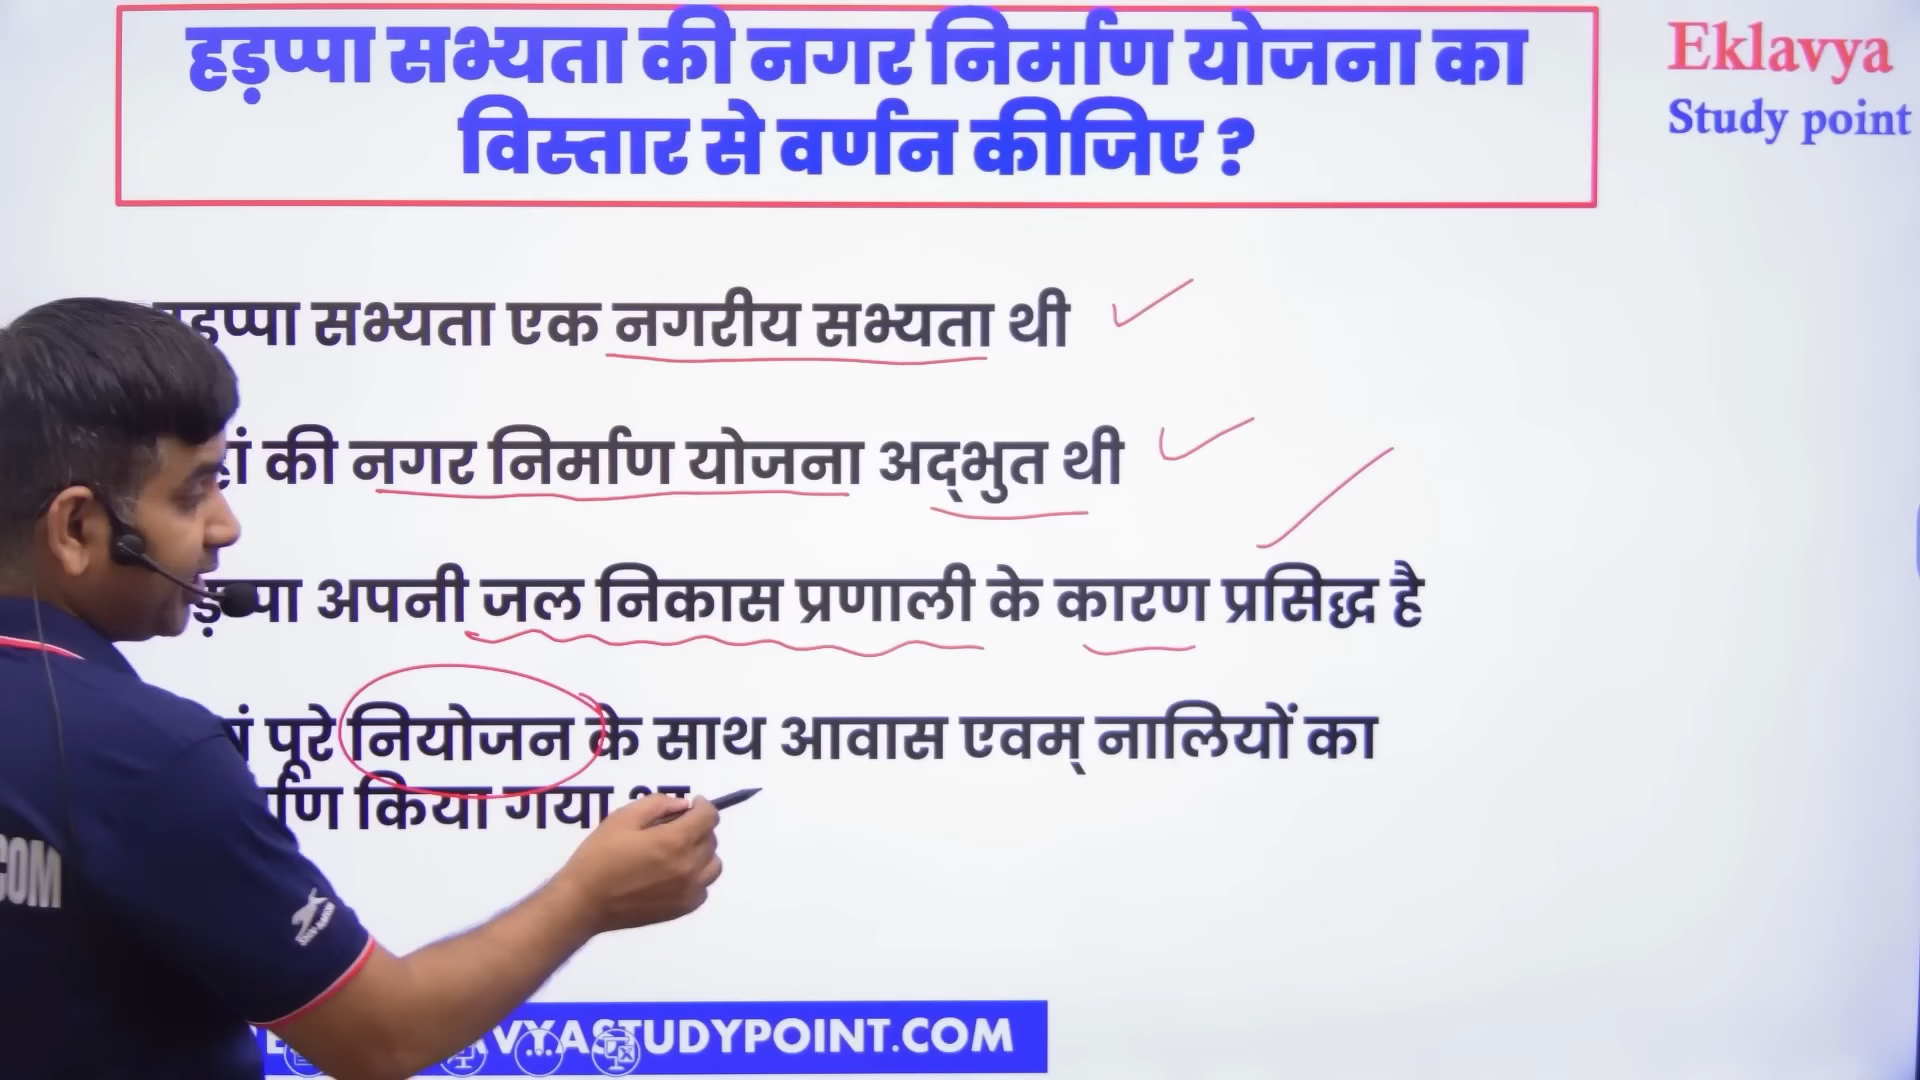 हड़प्पा सभ्यता की नगर निर्माण योजना का
विस्तार से वर्णन कीजिए ?
Eklavya
Study point
सभ्यता एक नगरीय सभ्यता थी
की नगर निर्माण योजना अद्भुत थी
अपनी जल निकास प्रणाली के कारण प्रसिद्ध है
पूरे नियोजन के साथ आवास एवम् नालियों का
किया गया
COM
VYASTUDYPOINT.COM